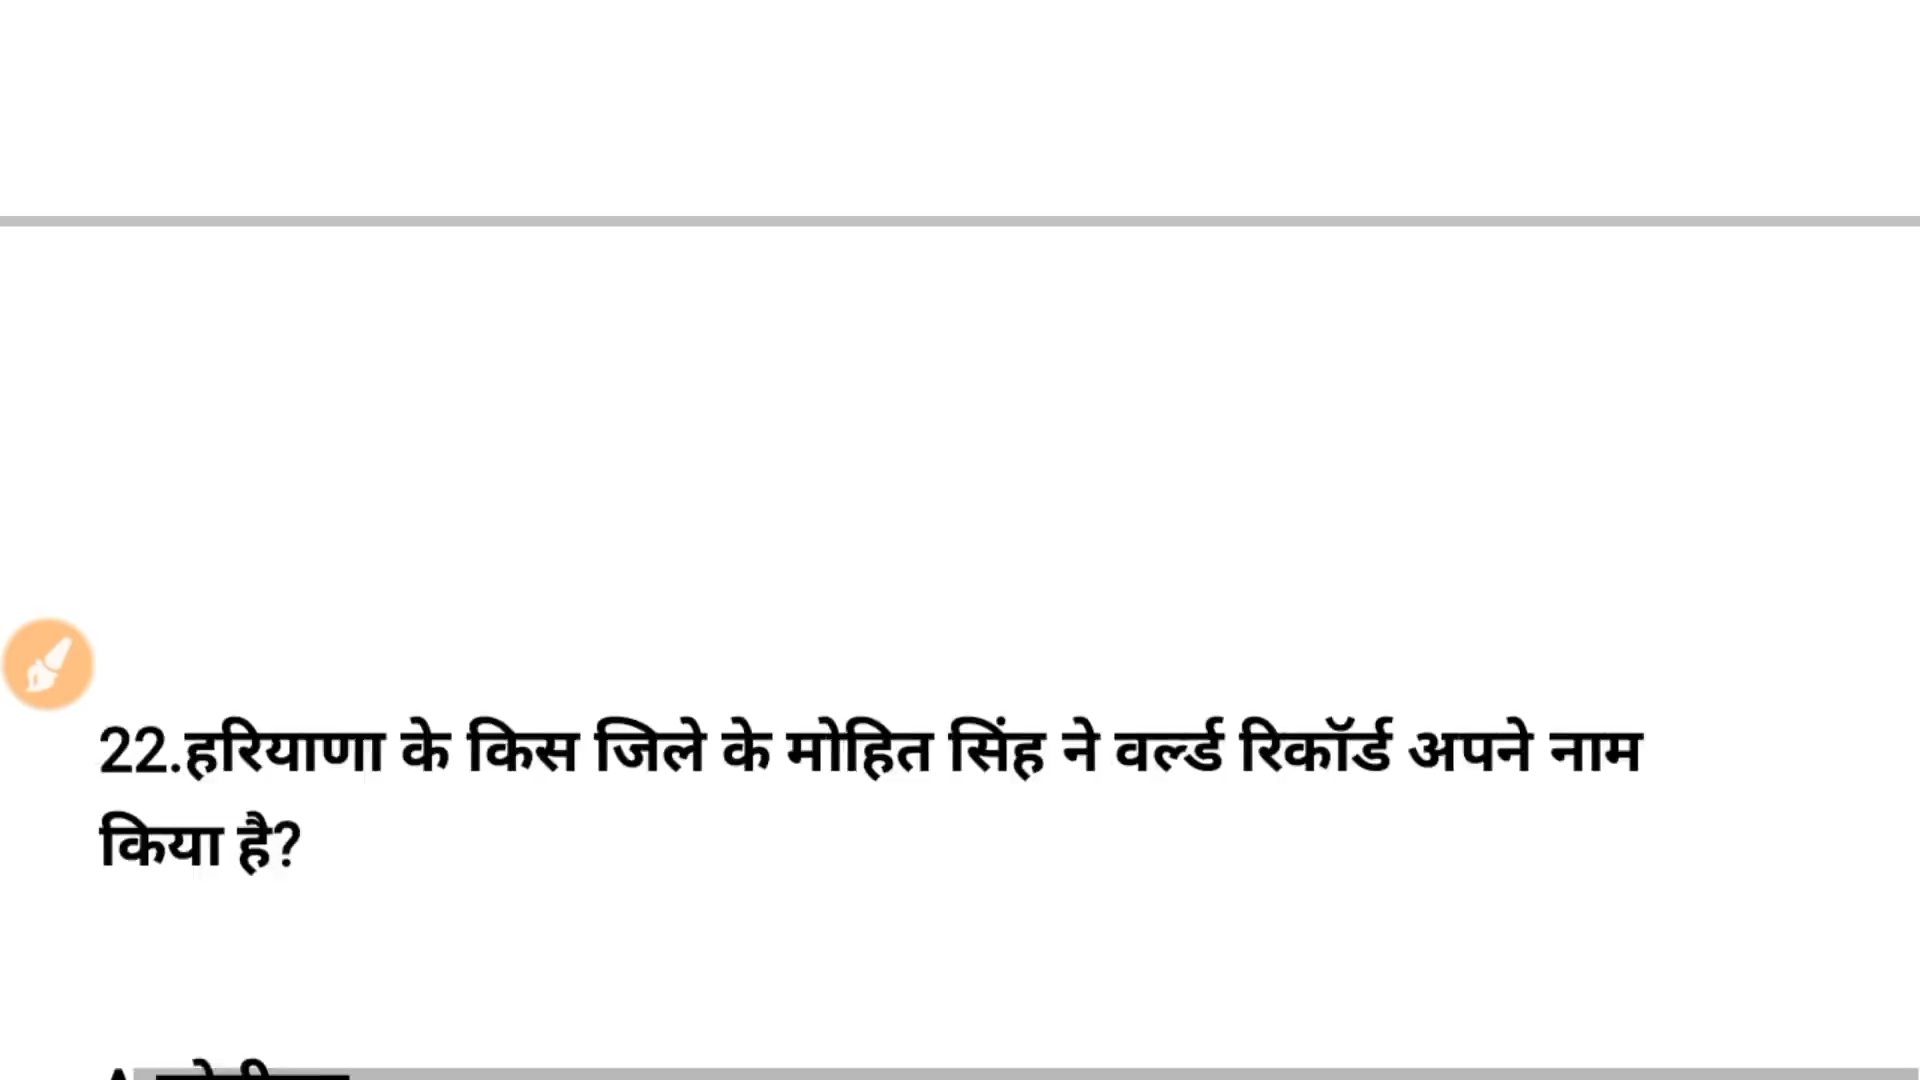 22.हरियाणा के किस जिले के मोहित सिंह ने वर्ल्ड रिकॉर्ड अपने नाम
किया है?